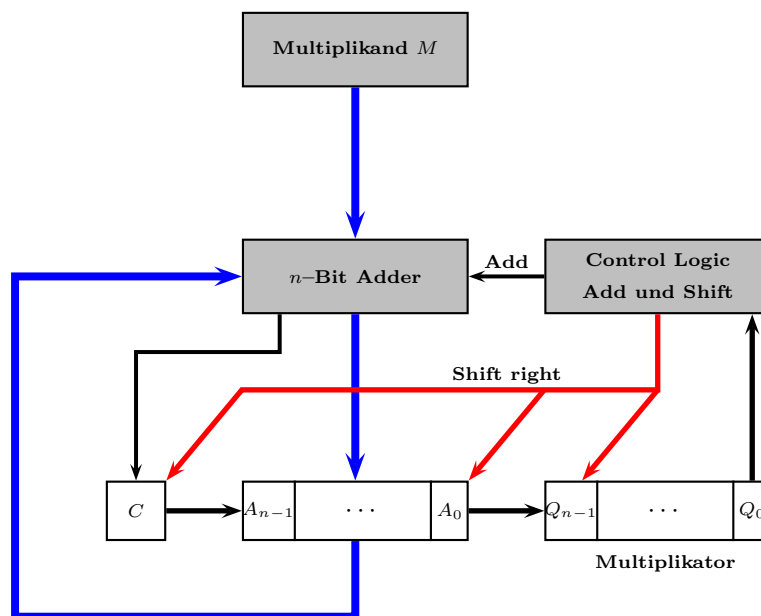 Multiplikand M
n–Bit Adder
Add
Control Logic
Add und Shift
Shift right
C
A_{n-1}
···
A_0
Q_{n-1}
···
Q_0
Multiplikator